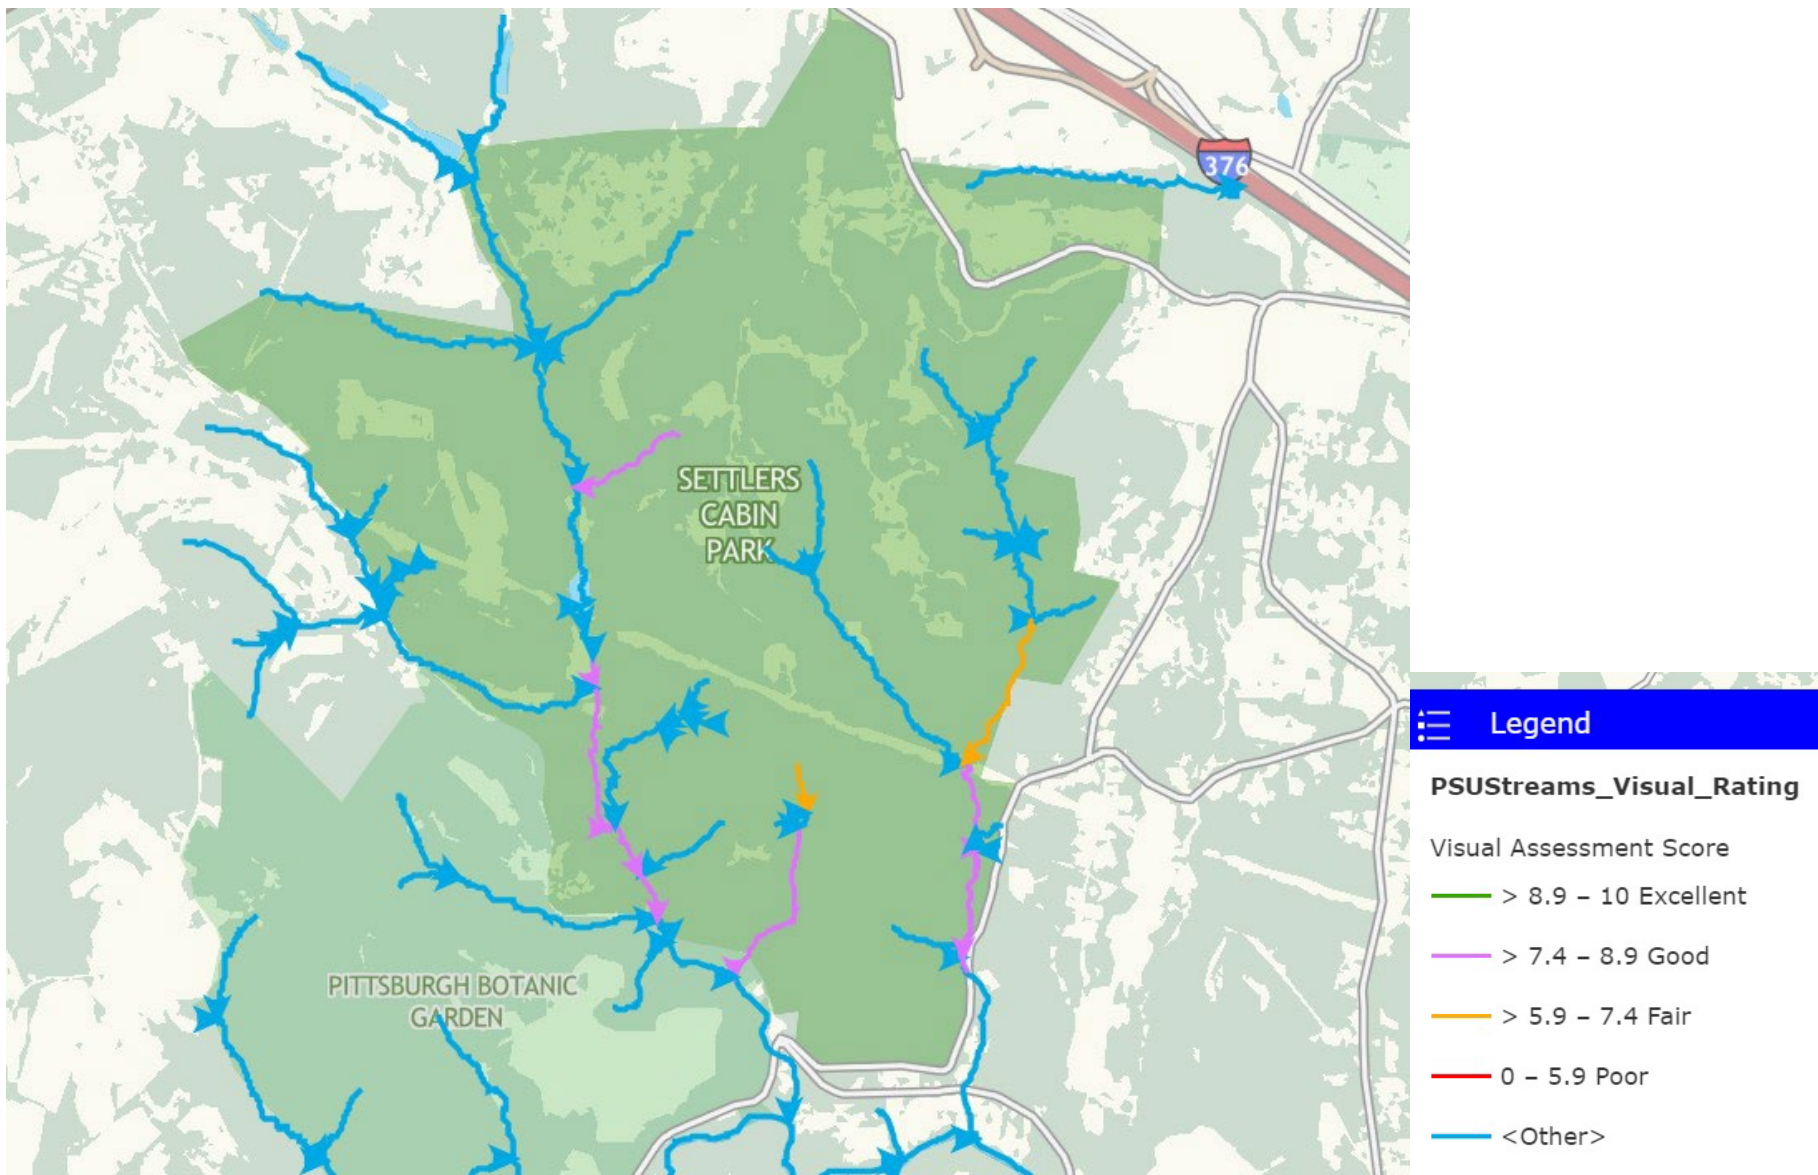 376
SETTLERS
CABIN
PARK
PITTSBURGH BOTANIC
GARDEN
Legend
PSUStreams_Visual_Rating
Visual Assessment Score
> 8.9 – 10 Excellent
> 7.4 – 8.9 Good
> 5.9 – 7.4 Fair
0 – 5.9 Poor
<Other>